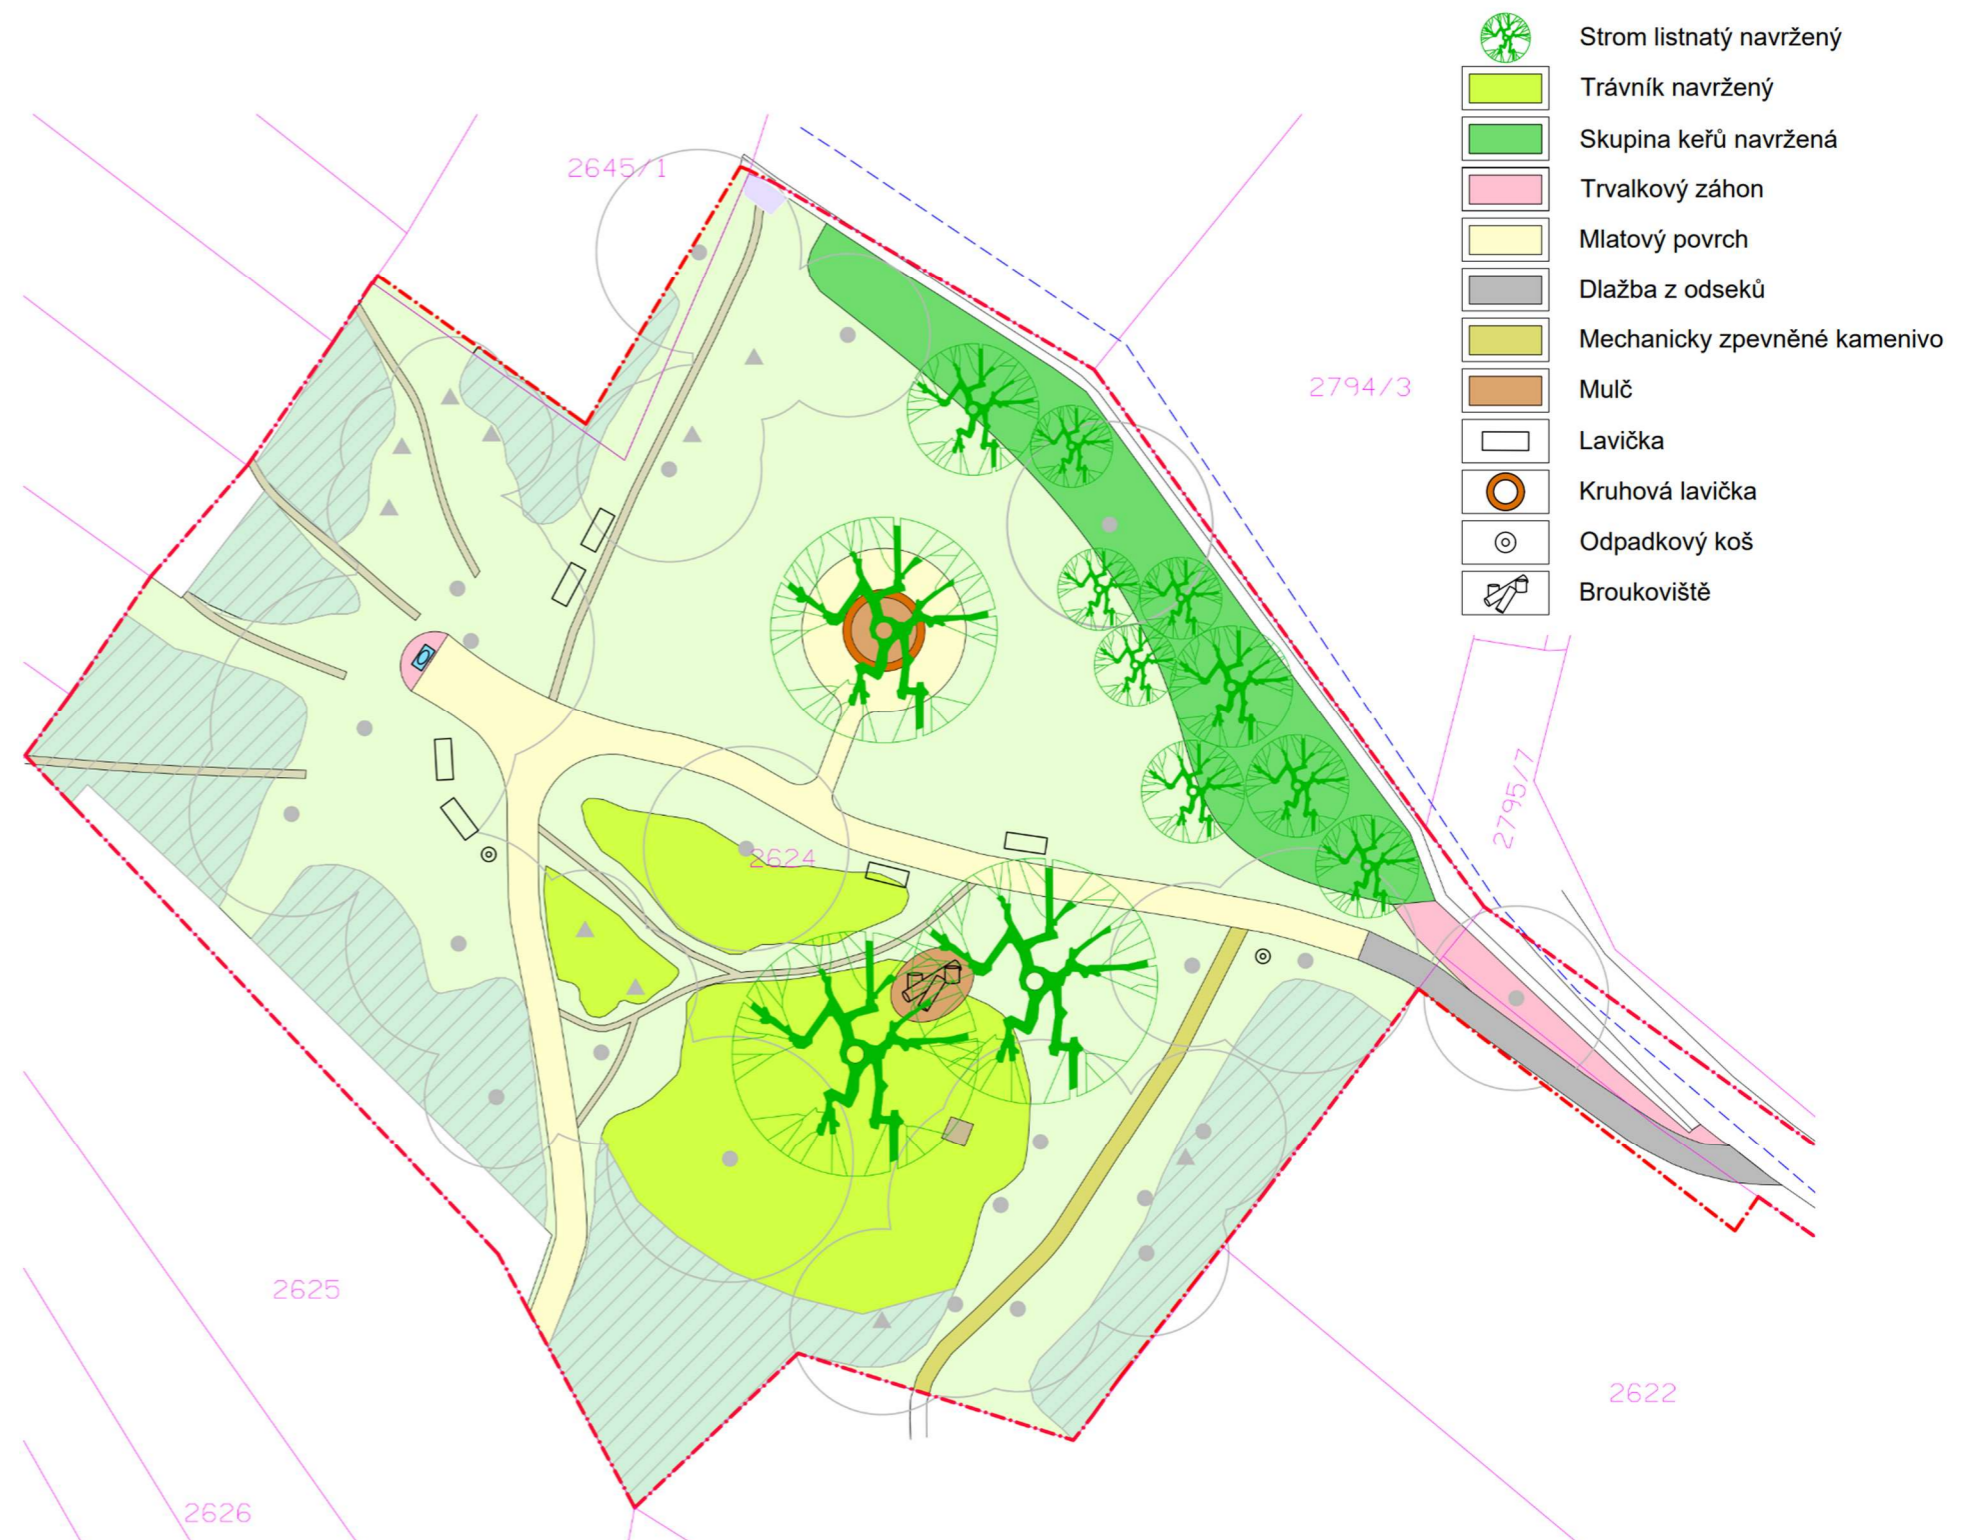 Strom listnatý navržený
Trávník navržený
Skupina keřů navržená
Trvalkový záhon
Mlatový povrch
Dlažba z odseků
Mechanicky zpevněné kamenivo
Mulč
Lavička
Kruhová lavička
Odpadkový koš
Broukoviště
2645/1
2794/3
2795/7
2624
2625
2622
2626